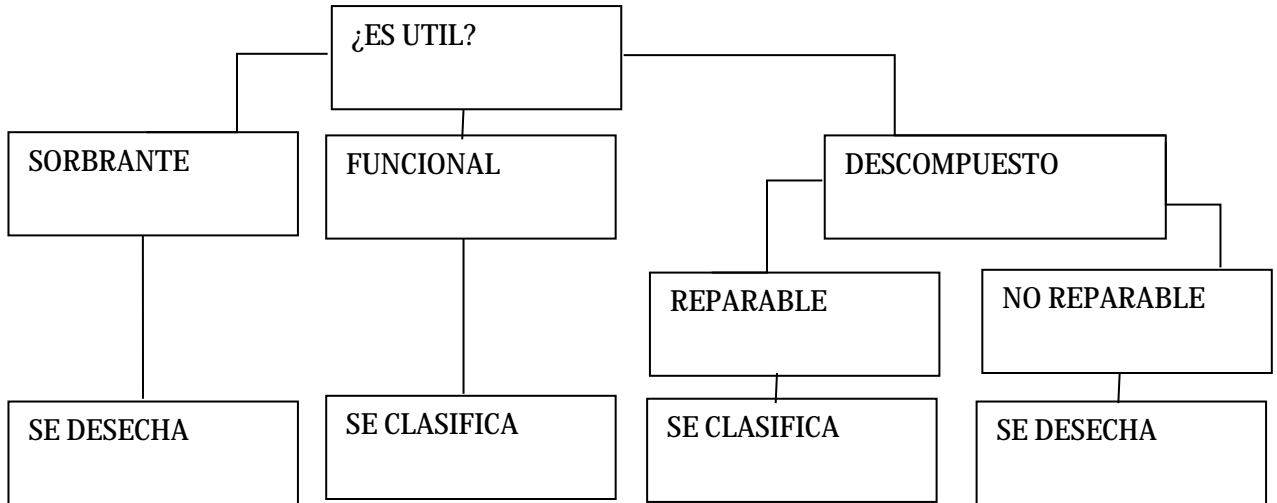 ¿ES UTIL?
SORBRANTE
FUNCIONAL
DESCOMPUESTO
REPARABLE
NO REPARABLE
SE DESECHA
SE CLASIFICA
SE CLASIFICA
SE DESECHA